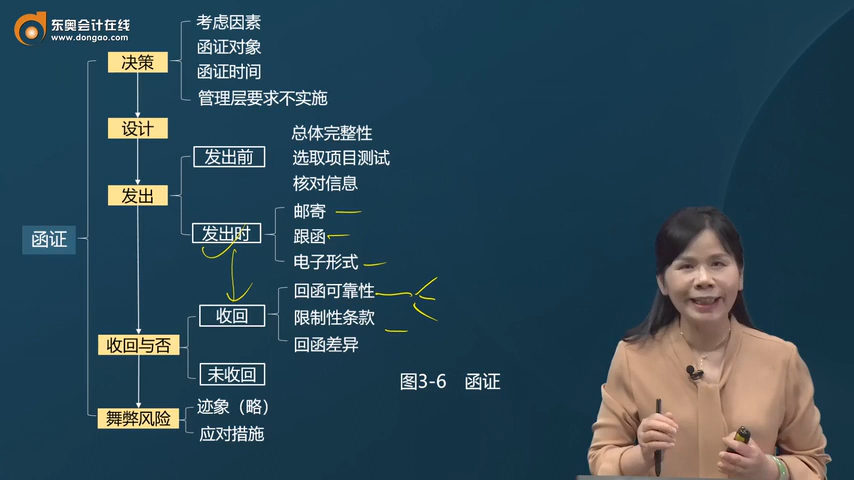 东奥会计在线
www.dongao.com
考虑因素
函证对象
决策
函证时间
管理层要求不实施
设计
总体完整性
发出前
选取项目测试
核对信息
发出
邮寄
函证
发出时
跟函
电子形式
回函可靠性
收回
限制性条款
收回与否
回函差异
未收回
图3-6 函证
迹象（略）
舞弊风险
应对措施